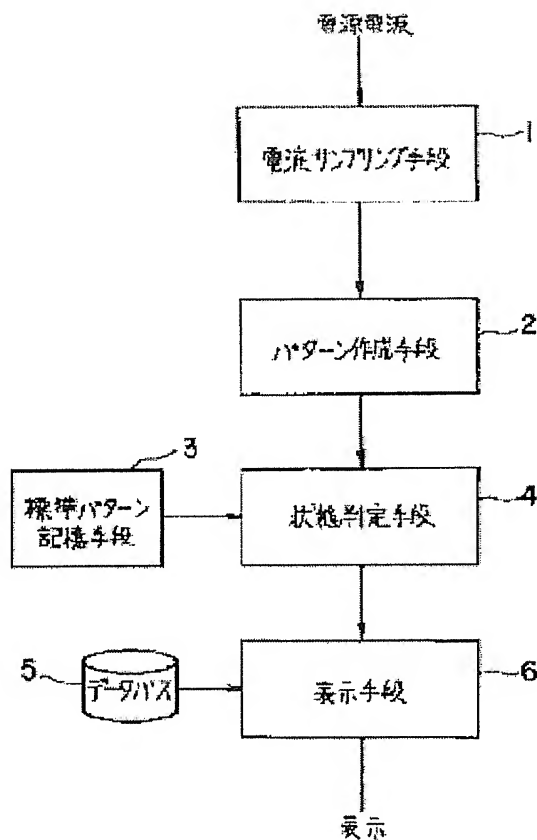 電源電流
1
電流サンプリング手段
2
パターン作成手段
3
標準パターン
記憶手段
4
状態判定手段
5
データバス
6
表示手段
表示